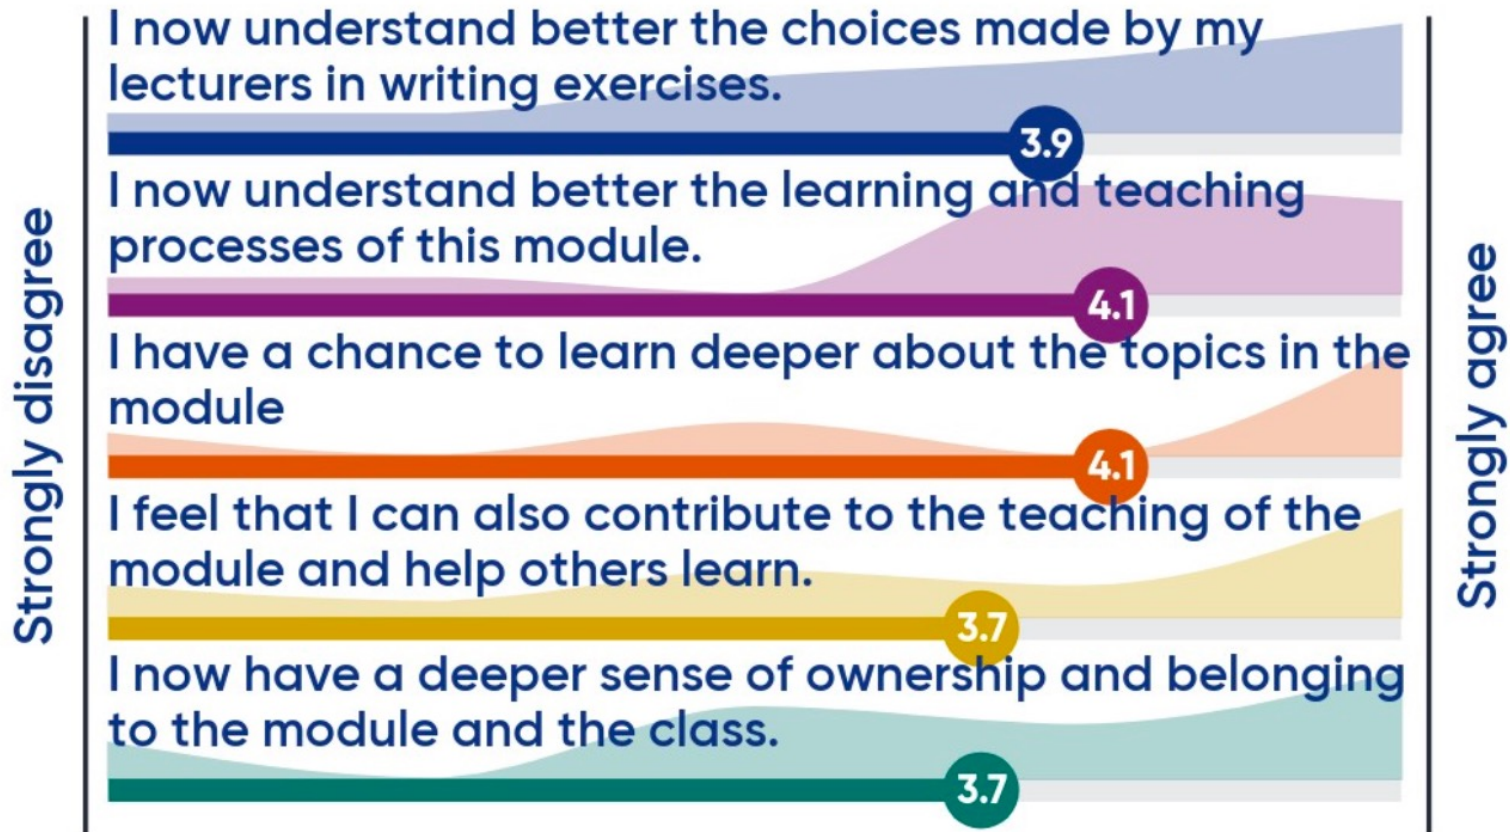 I now understand better the choices made by my
lecturers in writing exercises.
3.9
I now understand better the learning and teaching
processes of this module.
4.1
I have a chance to learn deeper about the topics in the
module
4.1
I feel that I can also contribute to the teaching of the
module and help others learn.
3.7
I now have a deeper sense of ownership and belonging
to the module and the class.
3.7
Strongly disagree
Strongly agree